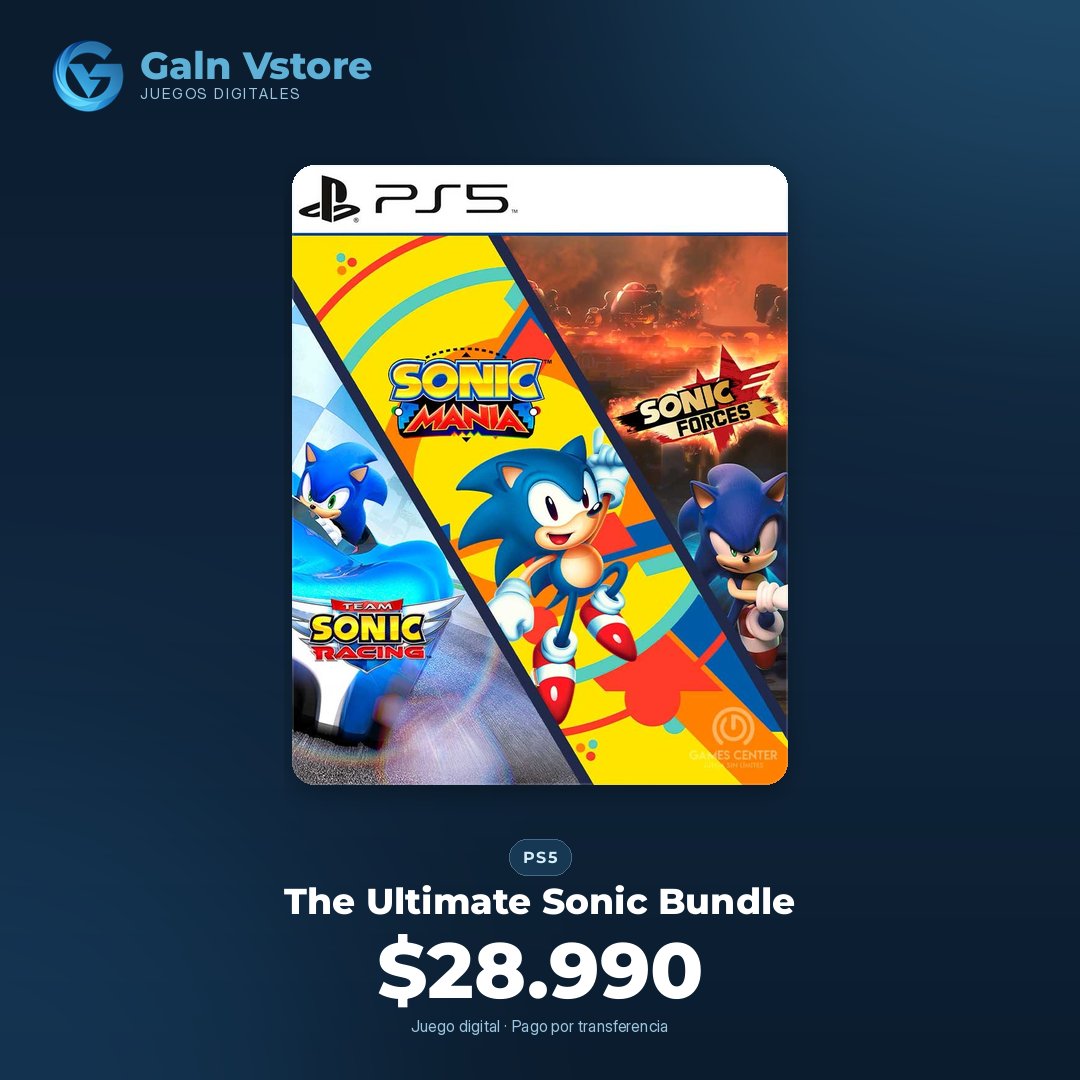 GaIn Vstore
JUEGOS DIGITALES
PS5
SONIC
MANIA
SONIC
FORCES
TEAM
SONIC
RACING
GAMES CENTER
PS5
The Ultimate Sonic Bundle
$28.990
Juego digital · Pago por transferencia